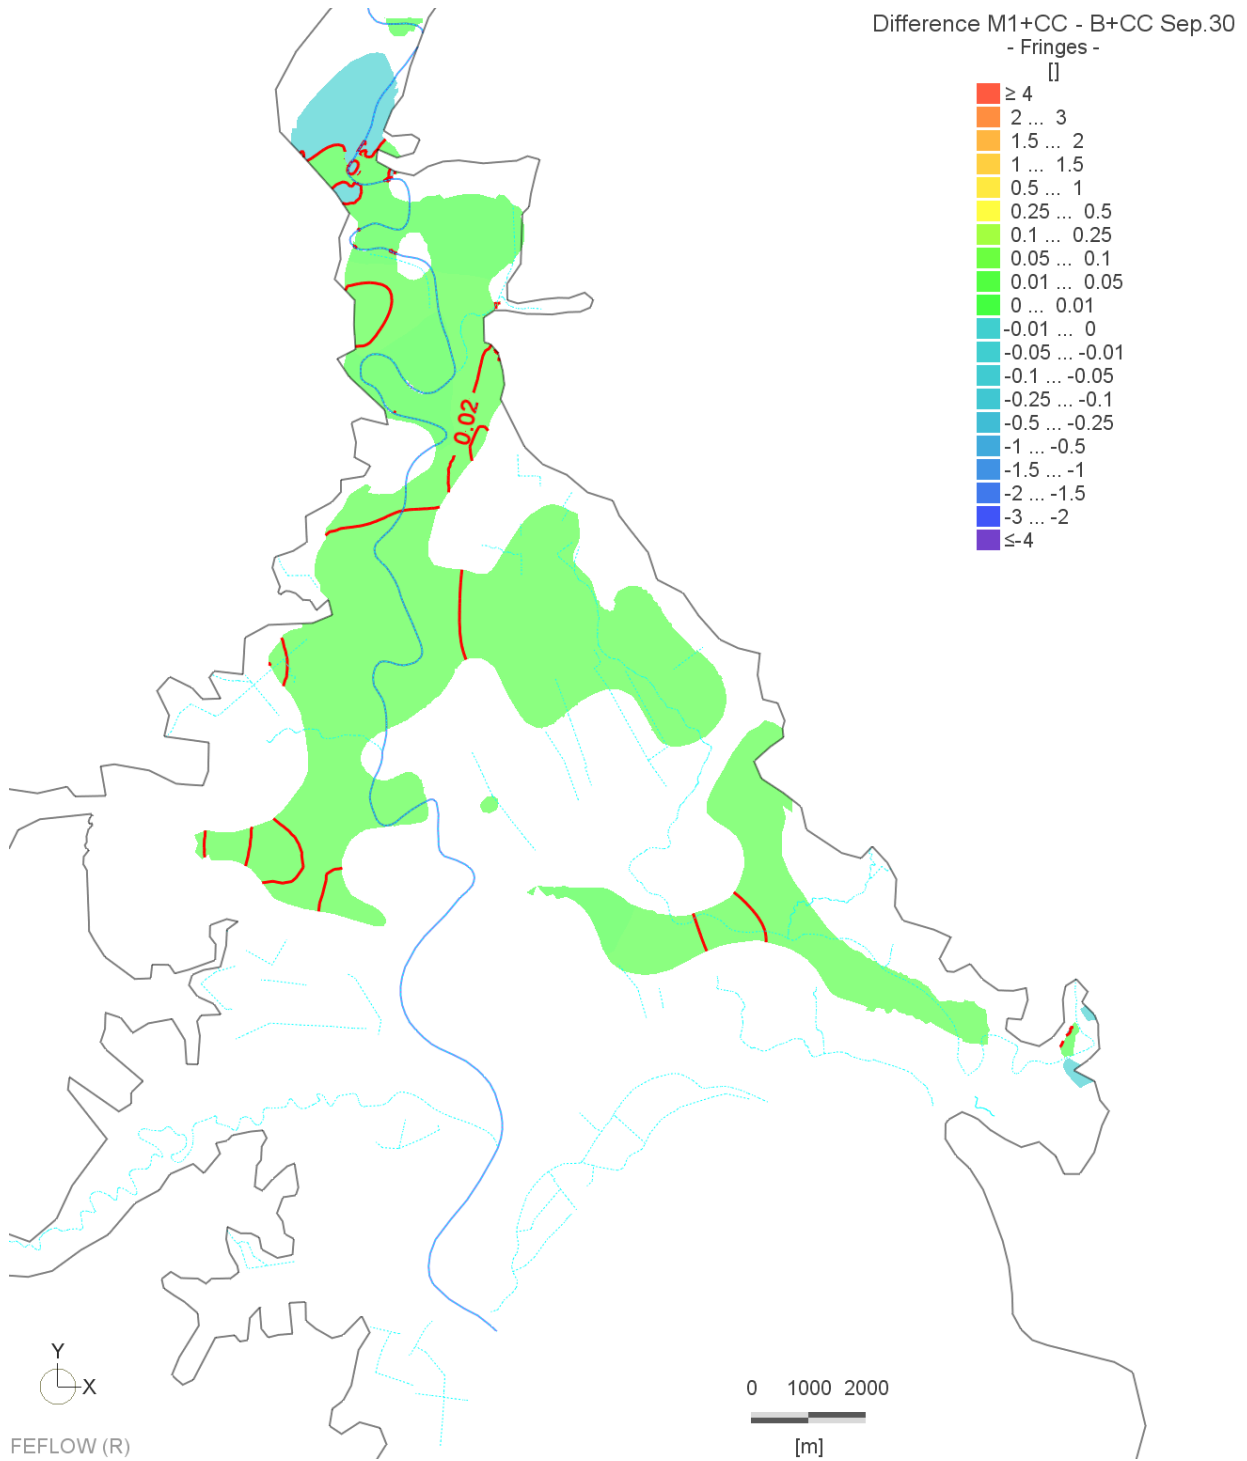 Difference M1+CC - B+CC Sep.30
- Fringes -
[]
≥ 4
2 ... 3
1.5 ... 2
1 ... 1.5
0.5 ... 1
0.25 ... 0.5
0.1 ... 0.25
0.05 ... 0.1
0.01 ... 0.05
0 ... 0.01
-0.01 ... 0
-0.05 ... -0.01
-0.1 ... -0.05
-0.25 ... -0.1
-0.5 ... -0.25
-1 ... -0.5
-1.5 ... -1
-2 ... -1.5
-3 ... -2
≤-4
0.02
Y
X
0 1000 2000
[m]
FEFLOW (R)